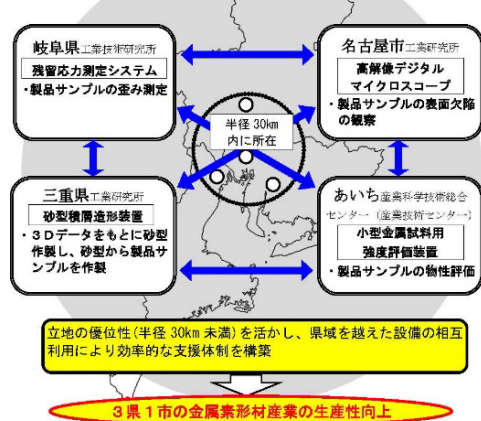 岐阜県工業技術研究所
残留応力測定システム
・製品サンプルの歪み測定
名古屋市工業研究所
高解像デジタル
マイクロスコープ
・製品サンプルの表面欠陥
の観察
半径 30km
内に所在
三重県工業研究所
砂型積層造形装置
・3Dデータをもとに砂型
作製し、砂型から製品サ
ンプルを作製
あいち産業科学技術総合
センター（産業技術センター）
小型金属試料用
強度評価装置
・製品サンプルの物性評価
立地の優位性(半径 30km 未満)を活かし、県域を越えた設備の相互
利用により効率的な支援体制を構築
3県1市の金属素形材産業の生産性向上